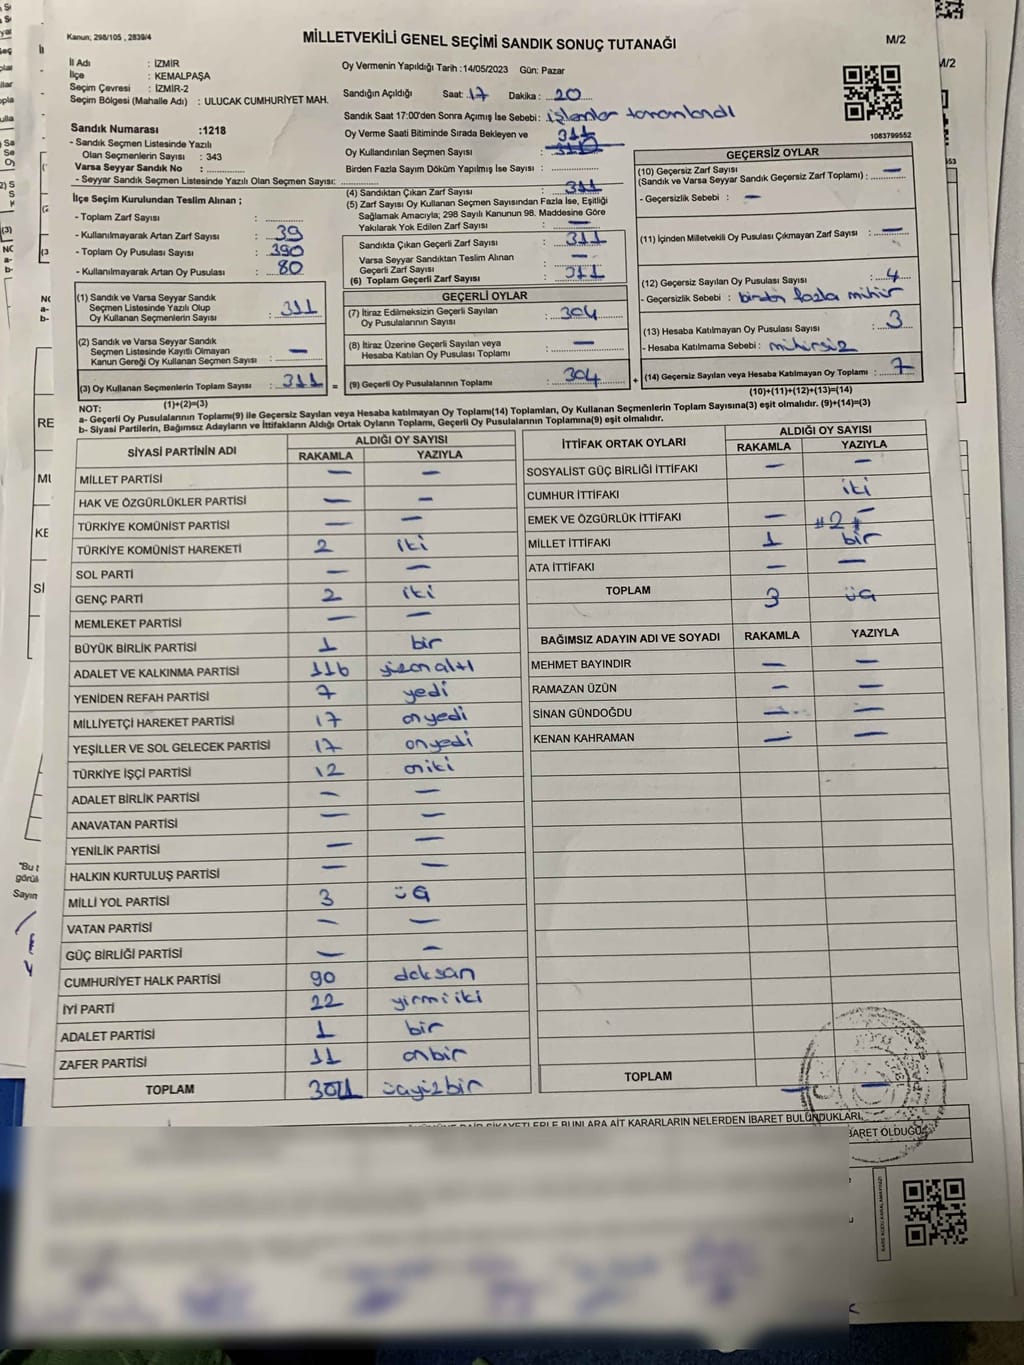 Kanun; 298/105 , 2839/4
MİLLETVEKİLİ GENEL SEÇİMİ SANDIK SONUÇ TUTANAĞI
M/2
İl Adı : İZMİR
İlçe : KEMALPAŞA
Seçim Çevresi : İZMİR-2
Seçim Bölgesi (Mahalle Adı) : ULUCAK CUMHURİYET MAH.
Oy Vermenin Yapıldığı Tarih : 14/05/2023 Gün: Pazar
Sandığın Açıldığı Saat: 17 Dakika : 20
Sandık Saat 17:00'den Sonra Açımış İse Sebebi : işlemler tamamlandı
Oy Verme Saati Bitiminde Sırada Bekleyen ve 311
Oy Kullandırılan Seçmen Sayısı :
Birden Fazla Sayım Döküm Yapılmış İse Sayısı :
1083799552
Sandık Numarası :1218
- Sandık Seçmen Listesinde Yazılı
Olan Seçmenlerin Sayısı : 343
Varsa Seyyar Sandık No :
- Seyyar Sandık Seçmen Listesinde Yazılı Olan Seçmen Sayısı:
İlçe Seçim Kurulundan Teslim Alınan ;
- Toplam Zarf Sayısı :
- Kullanılmayarak Artan Zarf Sayısı : 39
- Toplam Oy Pusulası Sayısı : 390
- Kullanılmayarak Artan Oy Pusulası : 80
(1) Sandık ve Varsa Seyyar Sandık
Seçmen Listesinde Yazılı Olup
Oy Kullanan Seçmenlerin Sayısı : 311
(2) Sandık ve Varsa Seyyar Sandık
Seçmen Listesinde Kayıtlı Olmayan
Kanun Gereği Oy Kullanan Seçmen Sayısı : —
(3) Oy Kullanan Seçmenlerin Toplam Sayısı : 311 =
(1)+(2)=(3)
(4) Sandıktan Çıkan Zarf Sayısı : 311
(5) Zarf Sayısı Oy Kullanan Seçmen Sayısından Fazla İse, Eşitliği
Sağlamak Amacıyla; 298 Sayılı Kanunun 98. Maddesine Göre
Yakılarak Yok Edilen Zarf Sayısı : —
Sandıkta Çıkan Geçerli Zarf Sayısı : 311
Varsa Seyyar Sandıktan Teslim Alınan
Geçerli Zarf Sayısı : —
(6) Toplam Geçerli Zarf Sayısı : 311
GEÇERLİ OYLAR
(7) İtiraz Edilmeksizin Geçerli Sayılan
Oy Pusulalarının Sayısı : 304
(8) İtiraz Üzerine Geçerli Sayılan veya
Hesaba Katılan Oy Pusulası Toplamı : —
(9) Geçerli Oy Pusulalarının Toplamı : 304 +
GEÇERSİZ OYLAR
(10) Geçersiz Zarf Sayısı
(Sandık ve Varsa Seyyar Sandık Geçersiz Zarf Toplamı) : —
- Geçersizlik Sebebi : —
(11) İçinden Milletvekili Oy Pusulası Çıkmayan Zarf Sayısı : —
(12) Geçersiz Sayılan Oy Pusulası Sayısı : 4
- Geçersizlik Sebebi : birden fazla mühür
(13) Hesaba Katılmayan Oy Pusulası Sayısı : 3
- Hesaba Katılmama Sebebi : mühürsüz
(14) Geçersiz Sayılan veya Hesaba Katılmayan Oy Toplamı : 7
(10)+(11)+(12)+(13)=(14)
NOT:
a- Geçerli Oy Pusulalarının Toplamı(9) ile Geçersiz Sayılan veya Hesaba katılmayan Oy Toplamı(14) Toplamları, Oy Kullanan Seçmenlerin Toplam Sayısına(3) eşit olmalıdır. (9)+(14)=(3)
b- Siyasi Partilerin, Bağımsız Adayların ve İttifakların Aldığı Ortak Oyların Toplamı, Geçerli Oy Pusulalarının Toplamına(9) eşit olmalıdır.
SİYASİ PARTİNİN ADI ALDIĞI OY SAYISI
RAKAMLA YAZIYLA
MİLLET PARTİSİ — —
HAK VE ÖZGÜRLÜKLER PARTİSİ — —
TÜRKİYE KOMÜNİST PARTİSİ — —
TÜRKİYE KOMÜNİST HAREKETİ 2 iki
SOL PARTİ — —
GENÇ PARTİ 2 iki
MEMLEKET PARTİSİ — —
BÜYÜK BİRLİK PARTİSİ 1 bir
ADALET VE KALKINMA PARTİSİ 116 yüzonaltı
YENİDEN REFAH PARTİSİ 7 yedi
MİLLİYETÇİ HAREKET PARTİSİ 17 onyedi
YEŞİLLER VE SOL GELECEK PARTİSİ 17 onyedi
TÜRKİYE İŞÇİ PARTİSİ 12 oniki
ADALET BİRLİK PARTİSİ — —
ANAVATAN PARTİSİ — —
YENİLİK PARTİSİ — —
HALKIN KURTULUŞ PARTİSİ — —
MİLLİ YOL PARTİSİ 3 üç
VATAN PARTİSİ — —
GÜÇ BİRLİĞİ PARTİSİ — —
CUMHURİYET HALK PARTİSİ 90 doksan
İYİ PARTİ 22 yirmiiki
ADALET PARTİSİ 1 bir
ZAFER PARTİSİ 11 onbir
TOPLAM 301 üçyüzbir
İTTİFAK ORTAK OYLARI ALDIĞI OY SAYISI
RAKAMLA YAZIYLA
SOSYALİST GÜÇ BİRLİĞİ İTTİFAKI — —
CUMHUR İTTİFAKI iki
EMEK VE ÖZGÜRLÜK İTTİFAKI — #2# —
MİLLET İTTİFAKI 1 bir
ATA İTTİFAKI — —
TOPLAM 3 üç
BAĞIMSIZ ADAYIN ADI VE SOYADI RAKAMLA YAZIYLA
MEHMET BAYINDIR — —
RAMAZAN ÜZÜN — —
SİNAN GÜNDOĞDU — —
KENAN KAHRAMAN — —
TOPLAM — —
BUNLARA AİT KARARLARIN NELERDEN İBARET BULUNDUKLARI,
BARET OLDUĞU